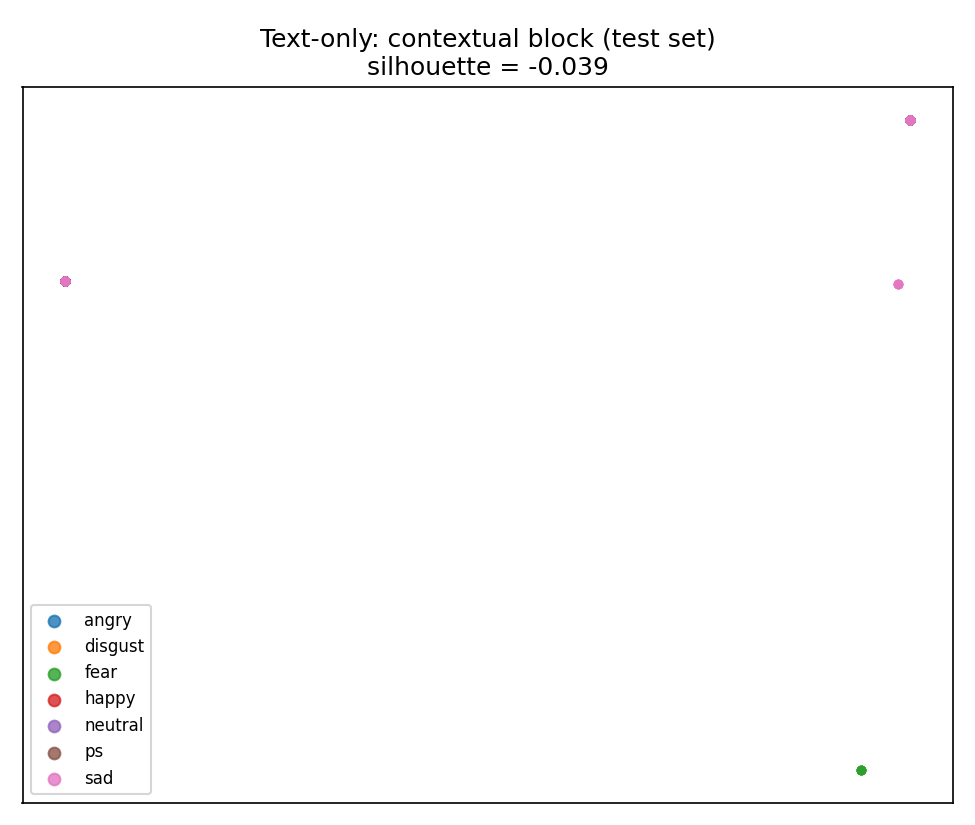 Text-only: contextual block (test set)
silhouette = -0.039
angry
disgust
fear
happy
neutral
ps
sad